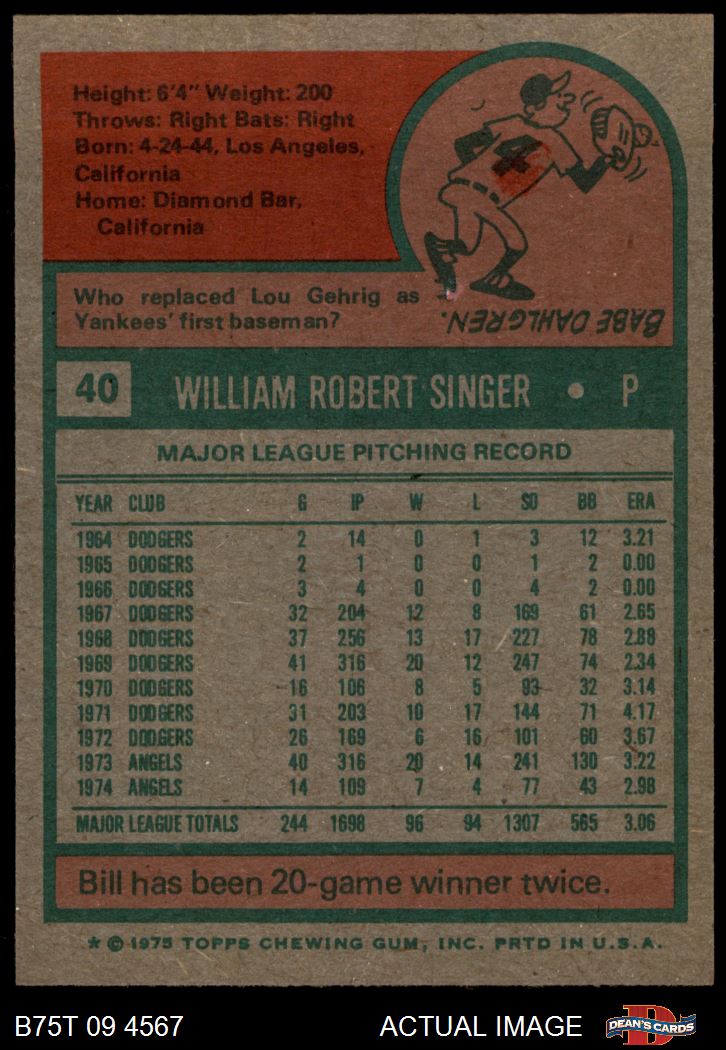 Height: 6'4" Weight: 200
Throws: Right Bats: Right
Born: 4-24-44, Los Angeles,
California
Home: Diamond Bar,
California
4
Who replaced Lou Gehrig as
Yankees' first baseman?
BABE DAHLGREN.
40 WILLIAM ROBERT SINGER • P
MAJOR LEAGUE PITCHING RECORD
YEAR CLUB G IP W L SO BB ERA
1964 DODGERS 2 14 0 1 3 12 3.21
1965 DODGERS 2 1 0 0 1 2 0.00
1966 DODGERS 3 4 0 0 4 2 0.00
1967 DODGERS 32 204 12 8 169 61 2.65
1968 DODGERS 37 256 13 17 227 78 2.88
1969 DODGERS 41 316 20 12 247 74 2.34
1970 DODGERS 16 106 8 5 93 32 3.14
1971 DODGERS 31 203 10 17 144 71 4.17
1972 DODGERS 26 169 6 16 101 60 3.67
1973 ANGELS 40 316 20 14 241 130 3.22
1974 ANGELS 14 109 7 4 77 43 2.98
MAJOR LEAGUE TOTALS 244 1698 96 94 1307 565 3.06
Bill has been 20-game winner twice.
* © 1975 TOPPS CHEWING GUM, INC. PRTD IN U.S.A.
B75T 09 4567 ACTUAL IMAGE D DEAN'S CARDS